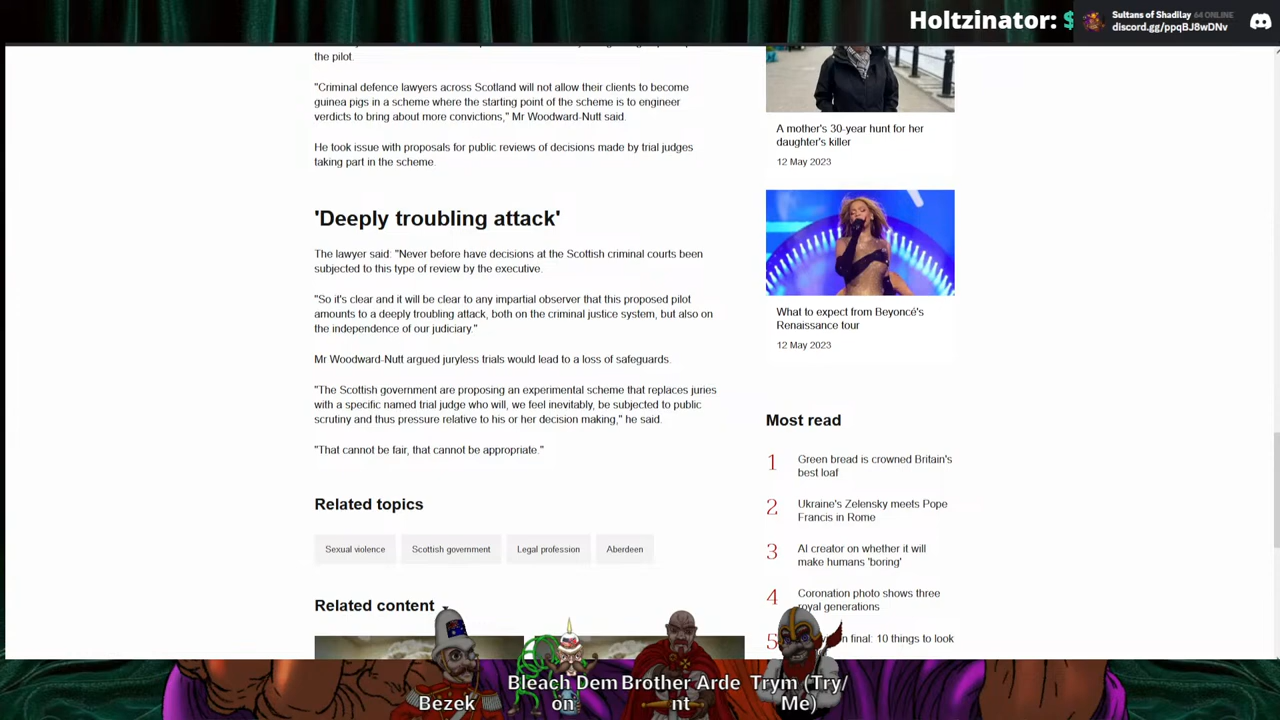 Holtzinator: $
Sultans of Shadilay 64 ONLINE
discord.gg/ppqBJ8wDNv
the pilot.
"Criminal defence lawyers across Scotland will not allow their clients to become
guinea pigs in a scheme where the starting point of the scheme is to engineer
verdicts to bring about more convictions," Mr Woodward-Nutt said.
He took issue with proposals for public reviews of decisions made by trial judges
taking part in the scheme.
'Deeply troubling attack'
The lawyer said: "Never before have decisions at the Scottish criminal courts been
subjected to this type of review by the executive.
"So it's clear and it will be clear to any impartial observer that this proposed pilot
amounts to a deeply troubling attack, both on the criminal justice system, but also on
the independence of our judiciary."
Mr Woodward-Nutt argued juryless trials would lead to a loss of safeguards.
"The Scottish government are proposing an experimental scheme that replaces juries
with a specific named trial judge who will, we feel inevitably, be subjected to public
scrutiny and thus pressure relative to his or her decision making," he said.
"That cannot be fair, that cannot be appropriate."
Related topics
Sexual violence
Scottish government
Legal profession
Aberdeen
Related content
A mother's 30-year hunt for her
daughter's killer
12 May 2023
What to expect from Beyoncé's
Renaissance tour
12 May 2023
Most read
1 Green bread is crowned Britain's
best loaf
2 Ukraine's Zelensky meets Pope
Francis in Rome
3 AI creator on whether it will
make humans 'boring'
4 Coronation photo shows three
royal generations
5 final: 10 things to look
Bezek
Bleach Dem
on
Brother Arde
nt
Trym (Try/
Me)